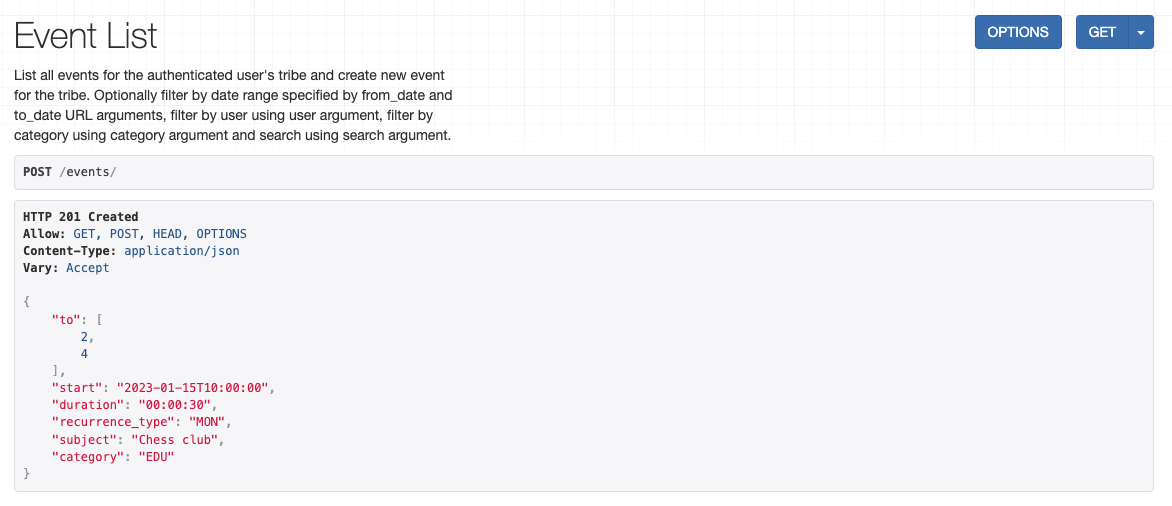 Event List
OPTIONS
GET
List all events for the authenticated user's tribe and create new event
for the tribe. Optionally filter by date range specified by from_date and
to_date URL arguments, filter by user using user argument, filter by
category using category argument and search using search argument.
POST /events/
HTTP 201 Created
Allow: GET, POST, HEAD, OPTIONS
Content-Type: application/json
Vary: Accept
{
    "to": [
        2,
        4
    ],
    "start": "2023-01-15T10:00:00",
    "duration": "00:00:30",
    "recurrence_type": "MON",
    "subject": "Chess club",
    "category": "EDU"
}